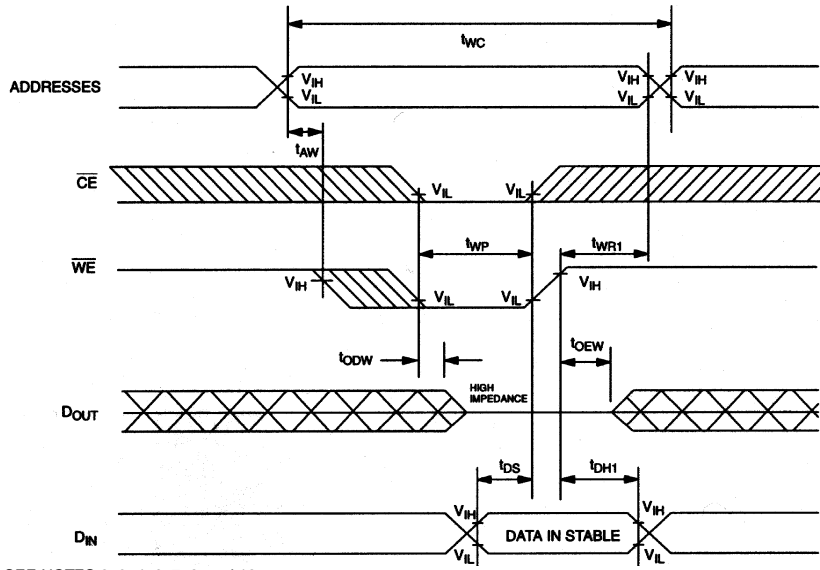 tWC
ADDRESSES
VIH
VIL
VIH
VIL
VIH
VIL
tAW
CE
VIL
VIL
tWP
tWR1
WE
VIH
VIL
VIL
VIH
tODW
tOEW
DOUT
HIGH
IMPEDANCE
tDS
tDH1
DIN
VIH
VIL
DATA IN STABLE
VIH
VIL